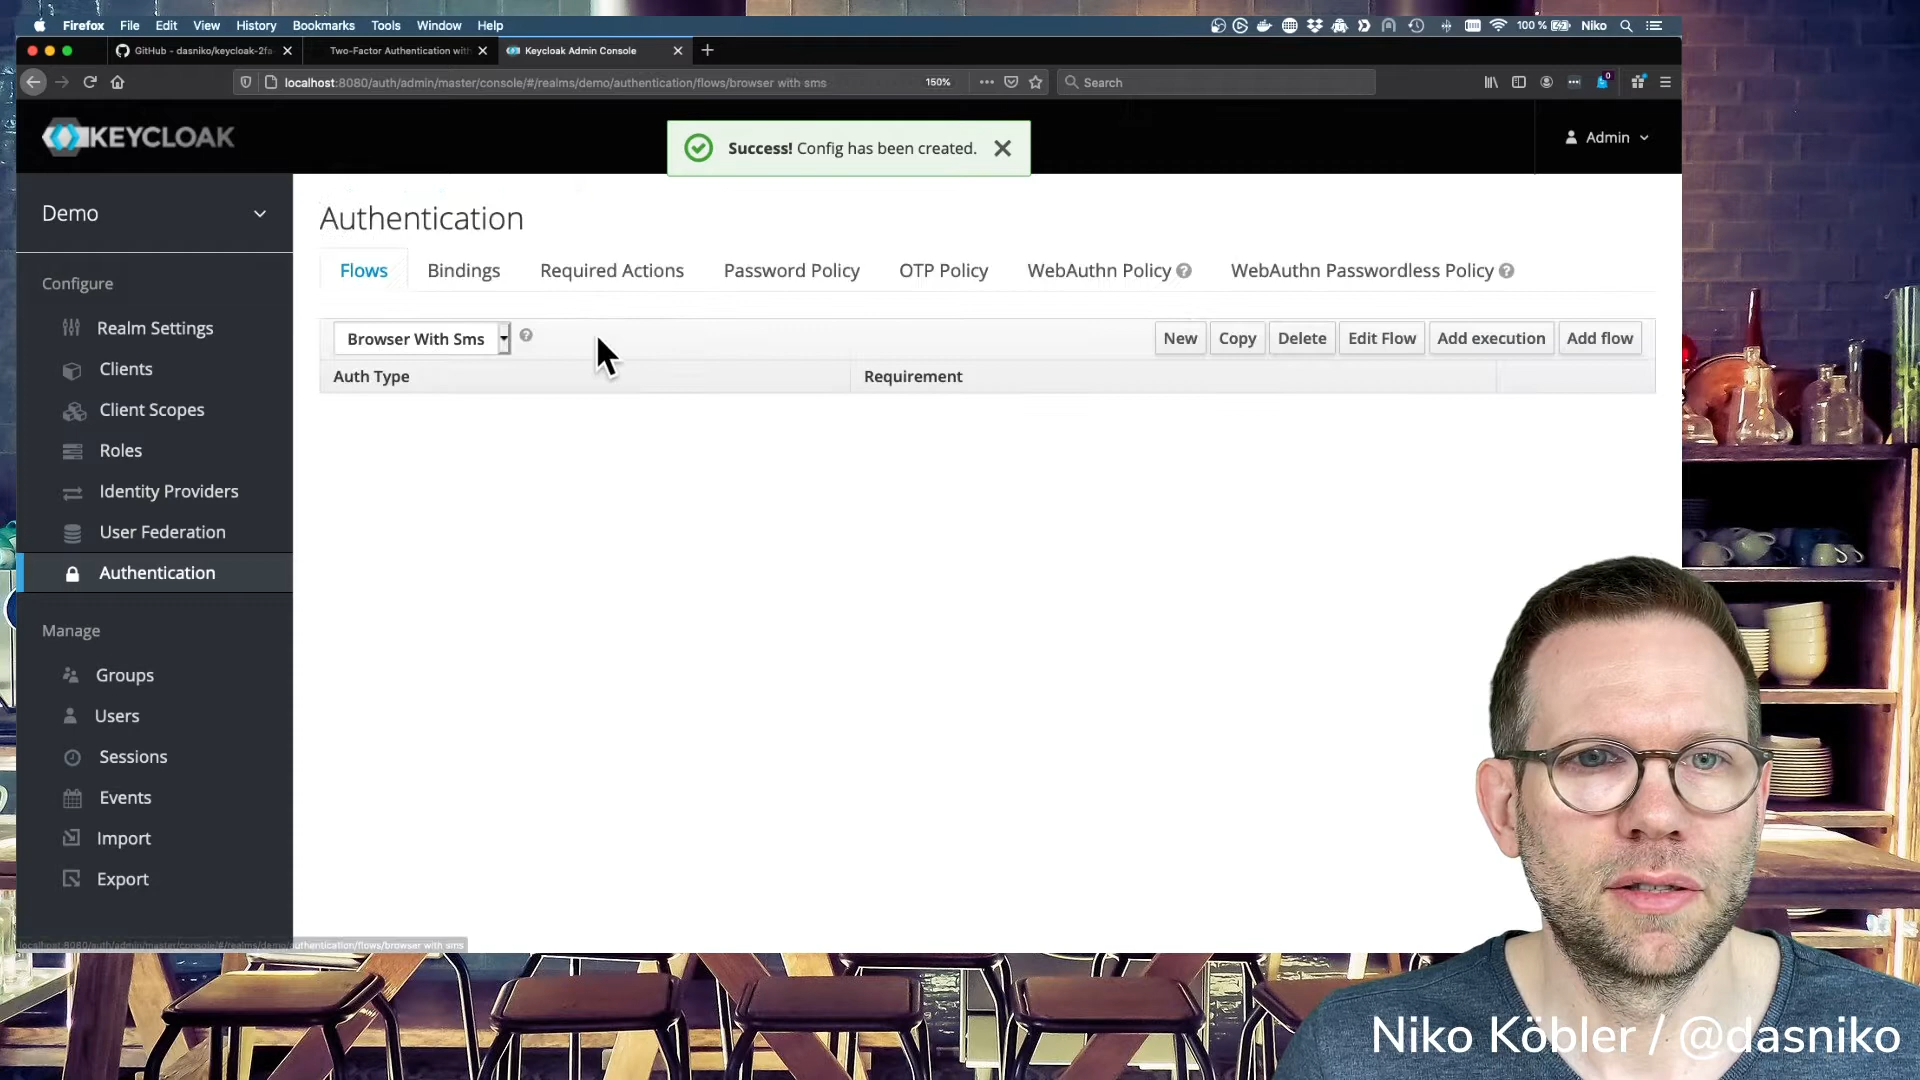 Firefox File Edit View History Bookmarks Tools Window Help 100 % Niko
GitHub - dasniko/keycloak-2fa Two-Factor Authentication with Keycloak Admin Console
localhost:8080/auth/admin/master/console/#/realms/demo/authentication/flows/browser with sms 150% Search
KEYCLOAK
Success! Config has been created.
Admin
Demo
Configure
Realm Settings
Clients
Client Scopes
Roles
Identity Providers
User Federation
Authentication
Manage
Groups
Users
Sessions
Events
Import
Export
Authentication
Flows Bindings Required Actions Password Policy OTP Policy WebAuthn Policy WebAuthn Passwordless Policy
Browser With Sms New Copy Delete Edit Flow Add execution Add flow
Auth Type Requirement
localhost:8080/auth/admin/master/console/#/realms/demo/authentication/flows/browser with sms
Niko Köbler / @dasniko